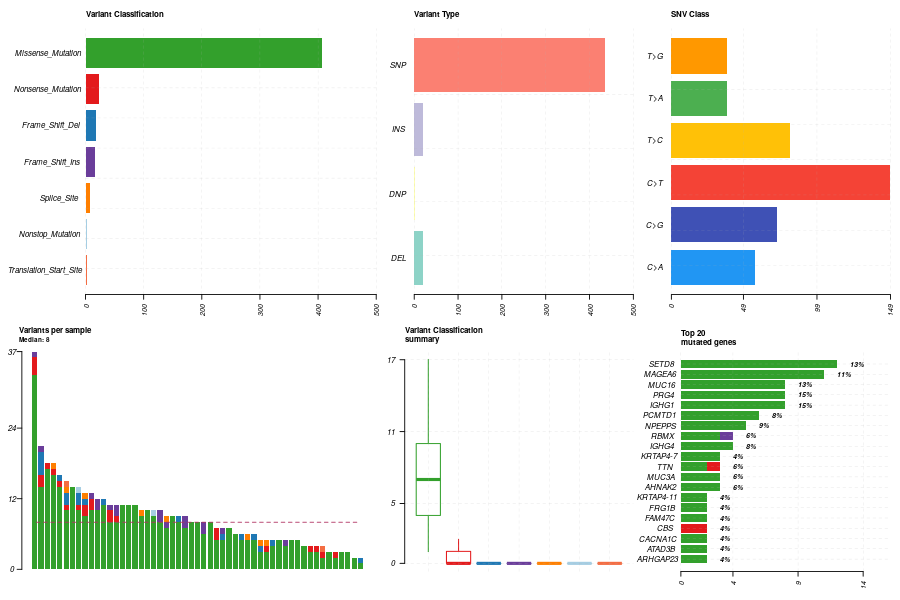 Variant Classification
Missense_Mutation
Nonsense_Mutation
Frame_Shift_Del
Frame_Shift_Ins
Splice_Site
Nonstop_Mutation
Translation_Start_Site
0
100
200
300
400
500
Variant Type
SNP
INS
DNP
DEL
0
100
200
300
400
500
SNV Class
T>G
T>A
T>C
C>T
C>G
C>A
0
49
99
149
Variants per sample
Median: 8
37
24
12
0
Variant Classification
summary
17
11
5
0
Top 20
mutated genes
SETD8 13%
MAGEA6 11%
MUC16 13%
PRG4 15%
IGHG1 15%
PCMTD1 8%
NPEPPS 9%
RBMX 6%
IGHG4 8%
KRTAP4-7 4%
TTN 6%
MUC3A 6%
AHNAK2 6%
KRTAP4-11 4%
FRG1B 4%
FAM47C 4%
CBS 4%
CACNA1C 4%
ATAD3B 4%
ARHGAP23 4%
0
4
9
14